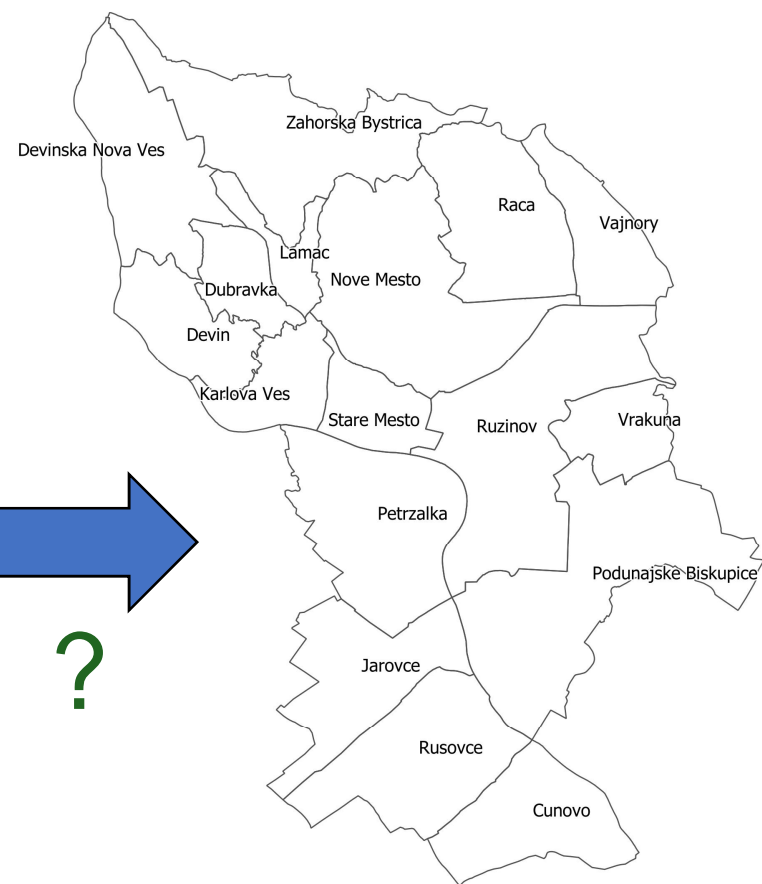 Zahorska Bystrica
Devinska Nova Ves
Raca
Vajnory
Lamac
Nove Mesto
Dubravka
Devin
Karlova Ves
Stare Mesto
Ruzinov
Vrakuna
Petrzalka
Podunajske Biskupice
?
Jarovce
Rusovce
Cunovo